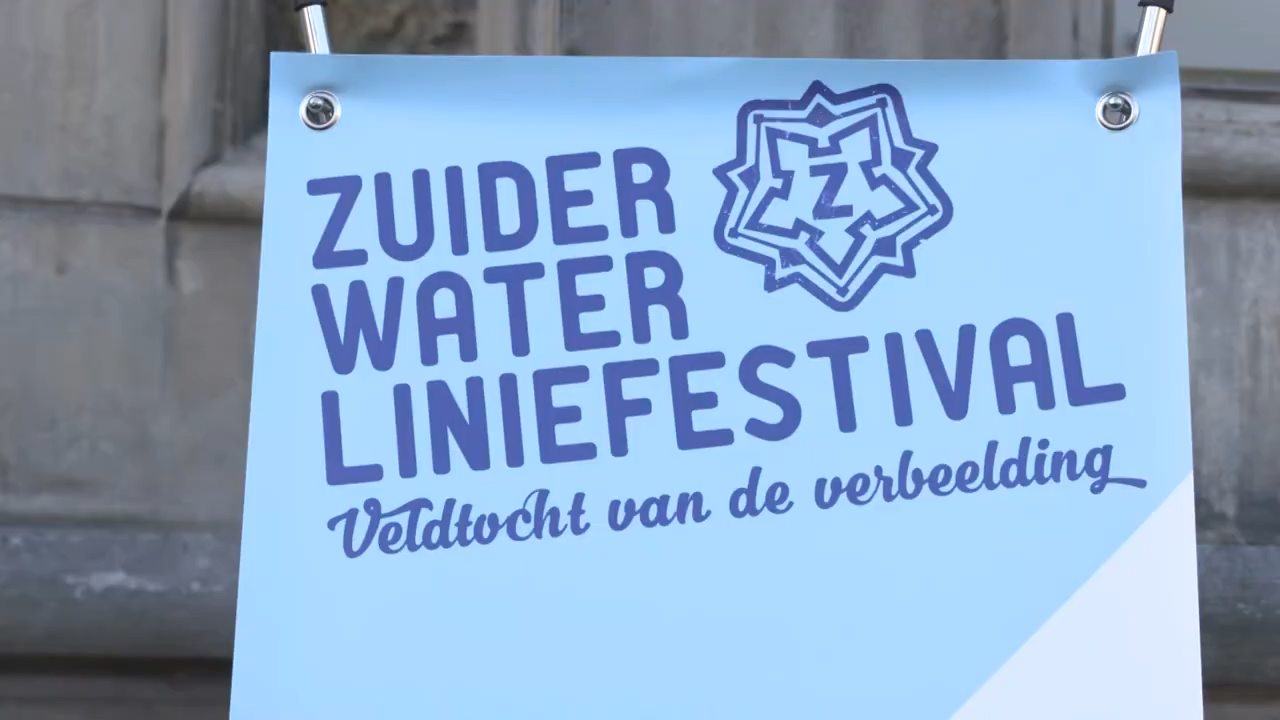 ZUIDER
WATER
LINIEFESTIVAL
Veldtocht van de verbeelding
Z